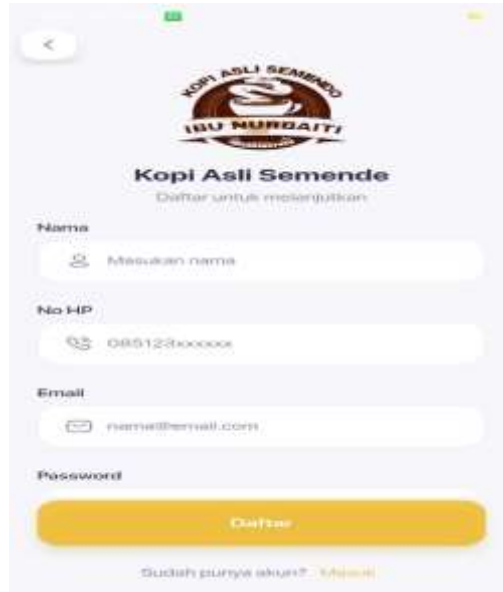 KOPI ASLI SEMENDO
IBU NURBAITI
Kopi Asli Semende
Daftar untuk melanjutkan
Nama
Masukan nama
No HP
085123xxxxxx
Email
nama@email.com
Password
Daftar
Sudah punya akun? Masuk